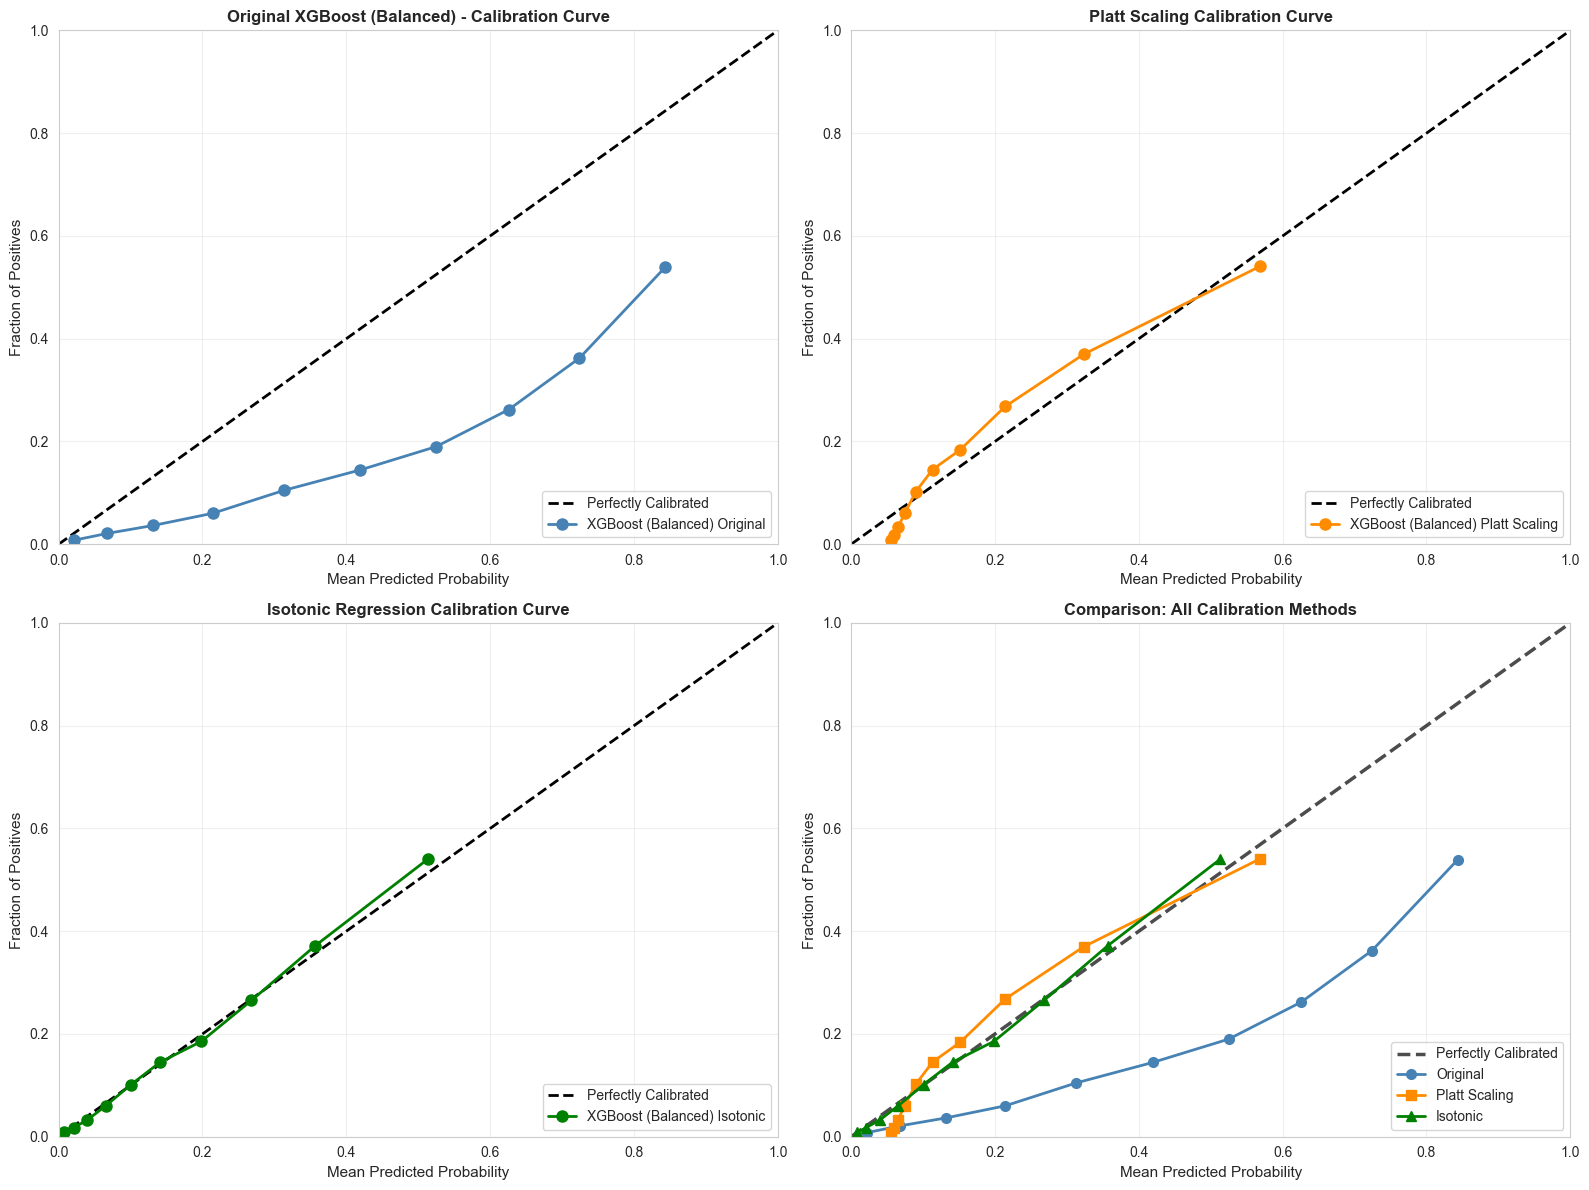 Original XGBoost (Balanced) - Calibration Curve
Fraction of Positives
1.0
0.8
0.6
0.4
0.2
0.0
0.0 0.2 0.4 0.6 0.8 1.0
Mean Predicted Probability
Perfectly Calibrated
XGBoost (Balanced) Original
Platt Scaling Calibration Curve
Fraction of Positives
1.0
0.8
0.6
0.4
0.2
0.0
0.0 0.2 0.4 0.6 0.8 1.0
Mean Predicted Probability
Perfectly Calibrated
XGBoost (Balanced) Platt Scaling
Isotonic Regression Calibration Curve
Fraction of Positives
1.0
0.8
0.6
0.4
0.2
0.0
0.0 0.2 0.4 0.6 0.8 1.0
Mean Predicted Probability
Perfectly Calibrated
XGBoost (Balanced) Isotonic
Comparison: All Calibration Methods
Fraction of Positives
1.0
0.8
0.6
0.4
0.2
0.0
0.0 0.2 0.4 0.6 0.8 1.0
Mean Predicted Probability
Perfectly Calibrated
Original
Platt Scaling
Isotonic